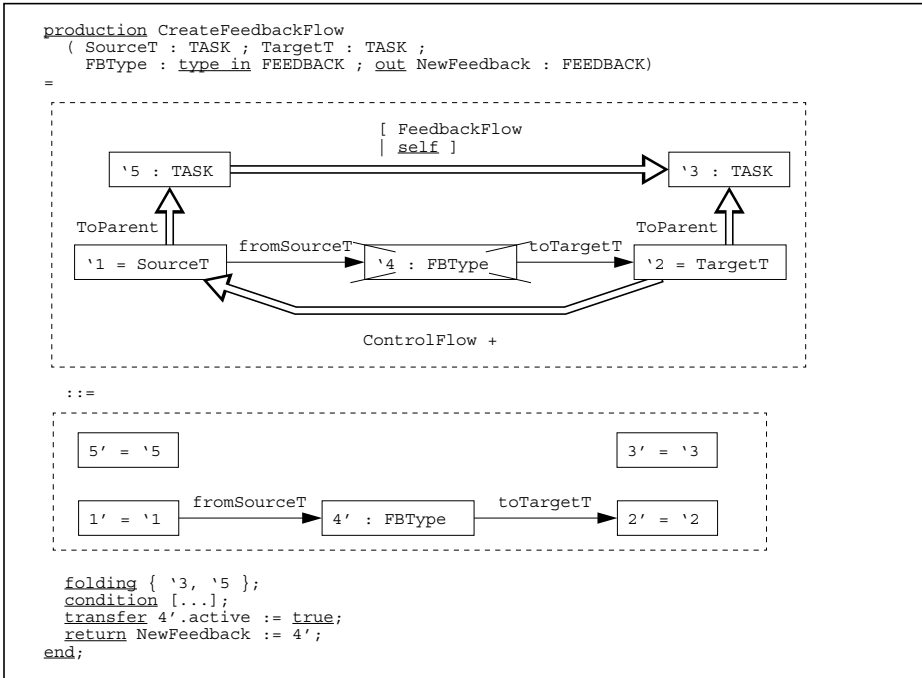 production CreateFeedbackFlow
( SourceT : TASK ; TargetT : TASK ;
FBType : type in FEEDBACK ; out NewFeedback : FEEDBACK)
=
[ FeedbackFlow
| self ]
‘5 : TASK
‘3 : TASK
ToParent
ToParent
‘1 = SourceT
fromSourceT
‘4 : FBType
toTargetT
‘2 = TargetT
ControlFlow +
::=
5’ = ‘5
3’ = ‘3
1’ = ‘1
fromSourceT
4’ : FBType
toTargetT
2’ = ‘2
folding { ‘3, ‘5 };
condition [...];
transfer 4’.active := true;
return NewFeedback := 4’;
end;